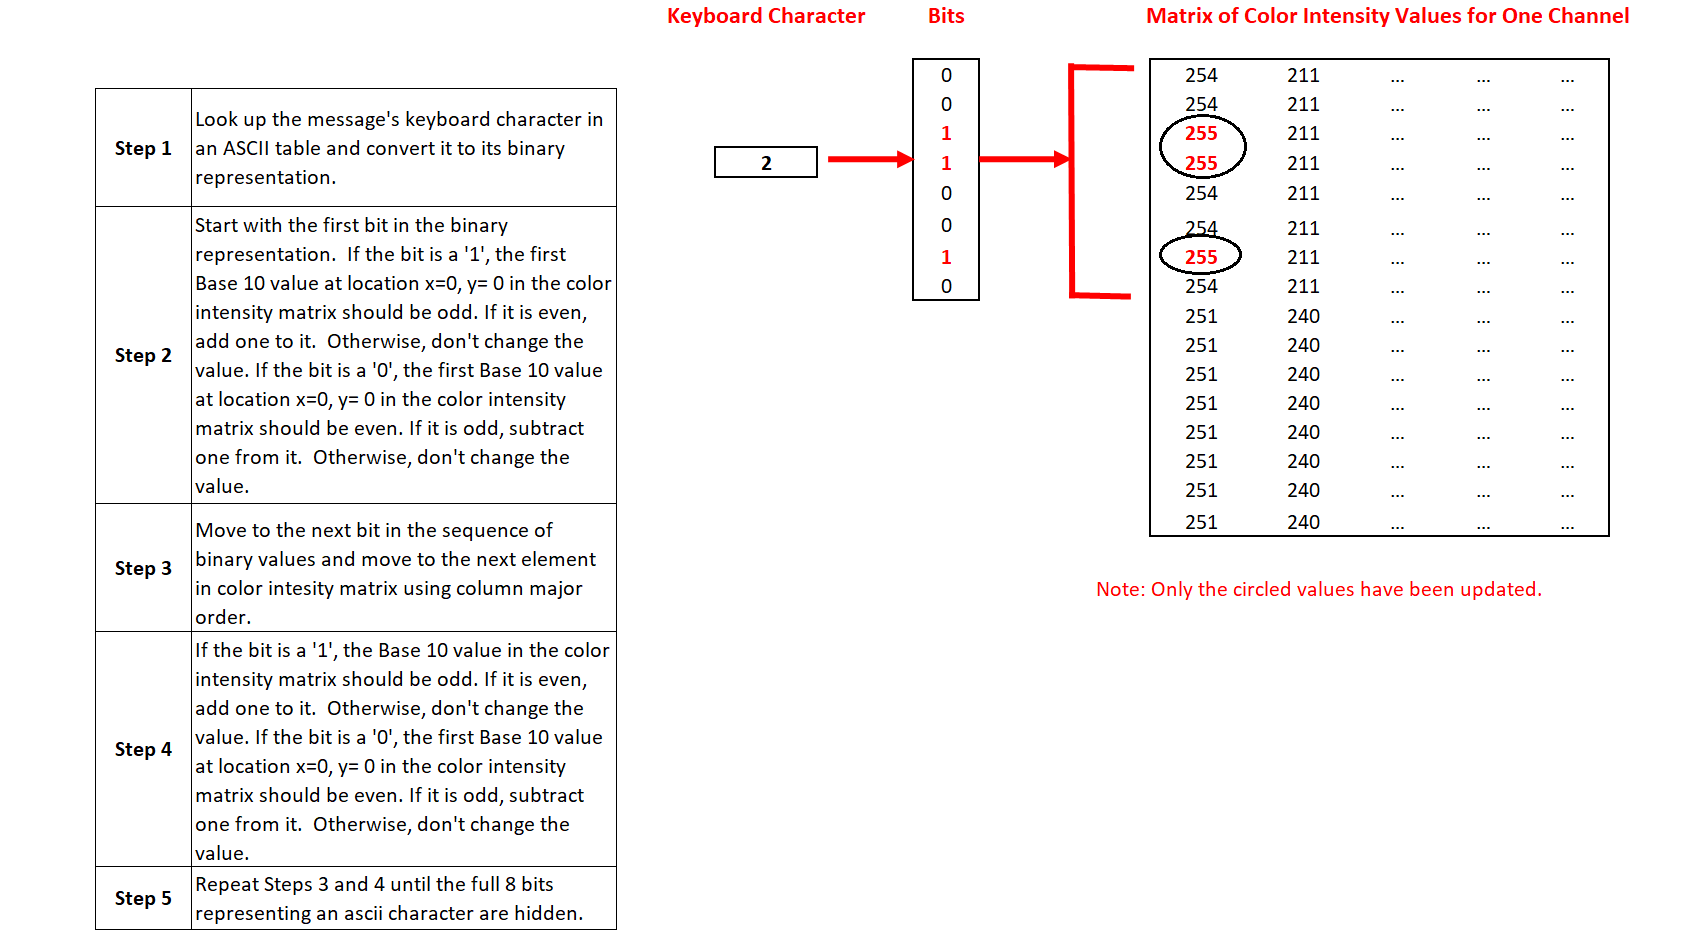 Keyboard Character Bits Matrix of Color Intensity Values for One Channel
Step 1
Look up the message's keyboard character in
an ASCII table and convert it to its binary
representation.
Step 2
Start with the first bit in the binary
representation.  If the bit is a '1', the first
Base 10 value at location x=0, y= 0 in the color
intensity matrix should be odd. If it is even,
add one to it.  Otherwise, don't change the
value. If the bit is a '0', the first Base 10 value
at location x=0, y= 0 in the color intensity
matrix should be even. If it is odd, subtract
one from it.  Otherwise, don't change the
value.
Step 3
Move to the next bit in the sequence of
binary values and move to the next element
in color intesity matrix using column major
order.
Step 4
If the bit is a '1', the Base 10 value in the color
intensity matrix should be odd. If it is even,
add one to it.  Otherwise, don't change the
value. If the bit is a '0', the first Base 10 value
at location x=0, y= 0 in the color intensity
matrix should be even. If it is odd, subtract
one from it.  Otherwise, don't change the
value.
Step 5
Repeat Steps 3 and 4 until the full 8 bits
representing an ascii character are hidden.
2
0
0
1
1
0
0
1
0
254 211 ... ... ...
254 211 ... ... ...
255 211 ... ... ...
255 211 ... ... ...
254 211 ... ... ...
254 211 ... ... ...
255 211 ... ... ...
254 211 ... ... ...
251 240 ... ... ...
251 240 ... ... ...
251 240 ... ... ...
251 240 ... ... ...
251 240 ... ... ...
251 240 ... ... ...
251 240 ... ... ...
251 240 ... ... ...
Note: Only the circled values have been updated.